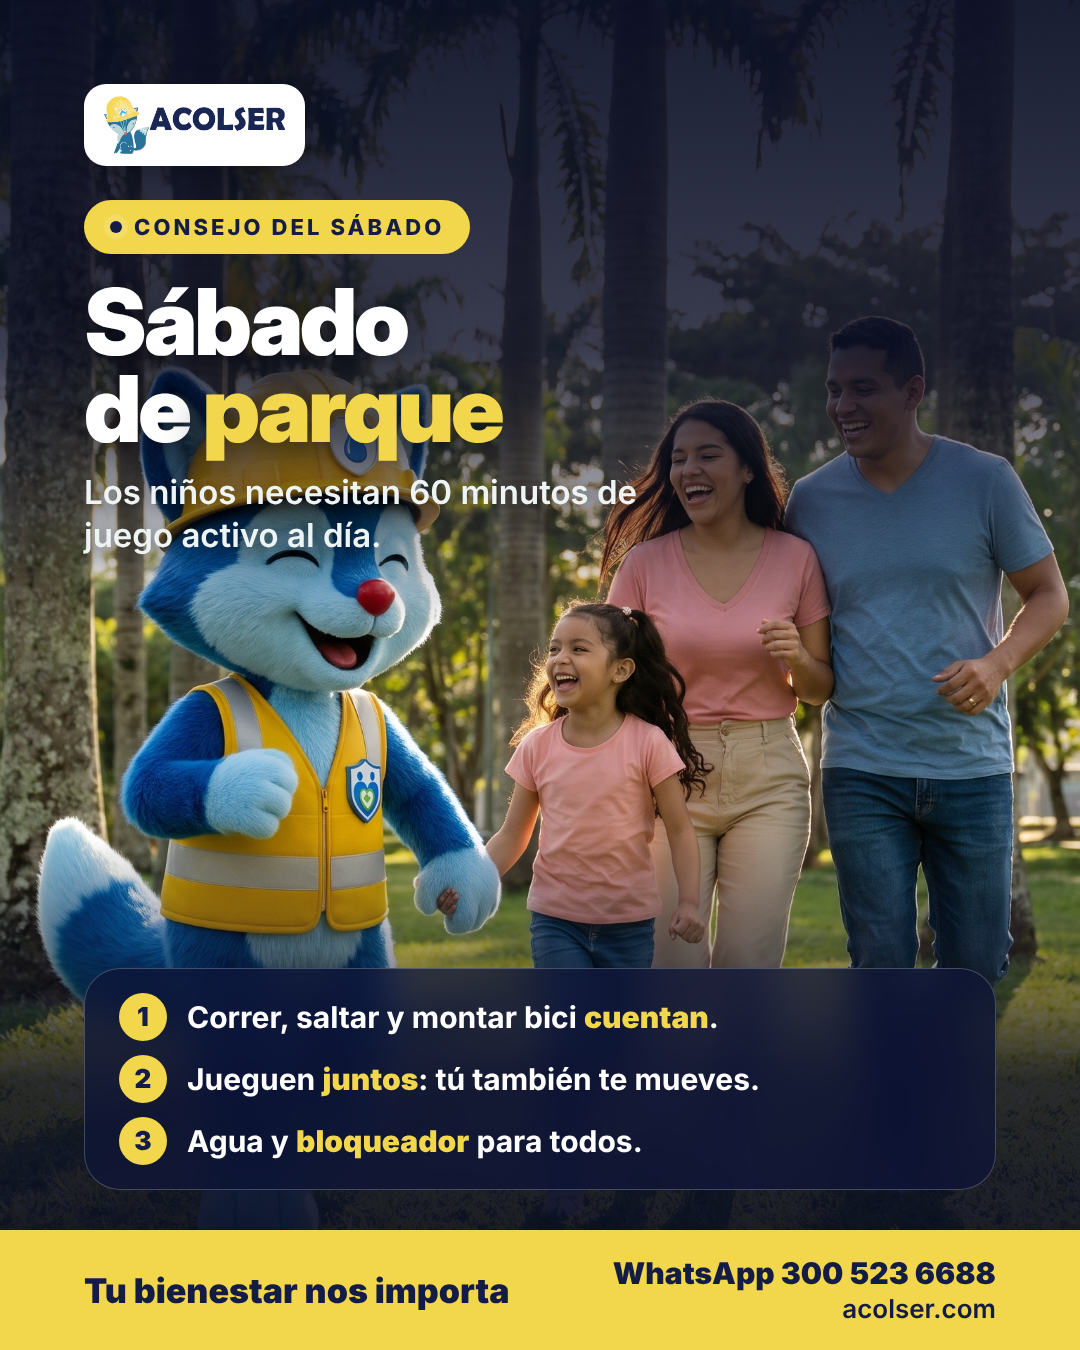 ACOLSER
CONSEJO DEL SÁBADO
Sábado
de parque
Los niños necesitan 60 minutos de
juego activo al día.
1 Correr, saltar y montar bici cuentan.
2 Jueguen juntos: tú también te mueves.
3 Agua y bloqueador para todos.
Tu bienestar nos importa
WhatsApp 300 523 6688
acolser.com